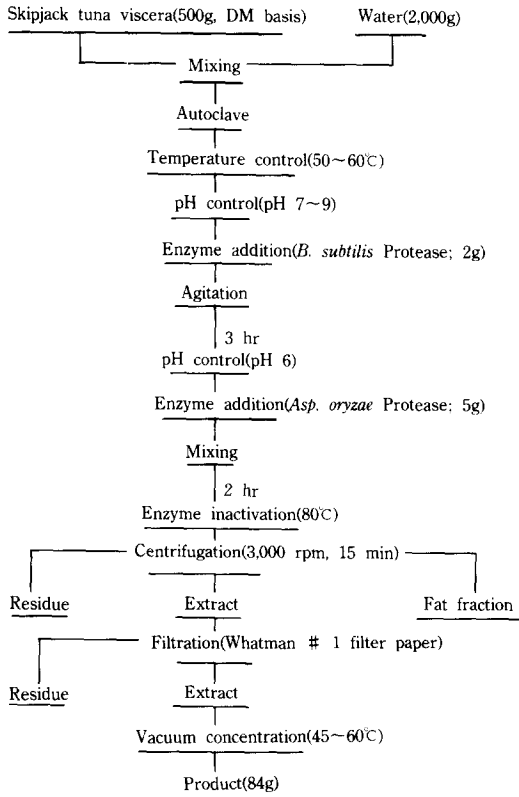 Skipjack tuna viscera(500g, DM basis) Water(2,000g)
Mixing
Autoclave
Temperature control(50～60℃)
pH control(pH 7～9)
Enzyme addition(B. subtilis Protease; 2g)
Agitation
3 hr
pH control(pH 6)
Enzyme addition(Asp. oryzae Protease; 5g)
Mixing
2 hr
Enzyme inactivation(80℃)
Centrifugation(3,000 rpm, 15 min)
Residue Extract Fat fraction
Filtration(Whatman # 1 filter paper)
Residue Extract
Vacuum concentration(45～60℃)
Product(84g)